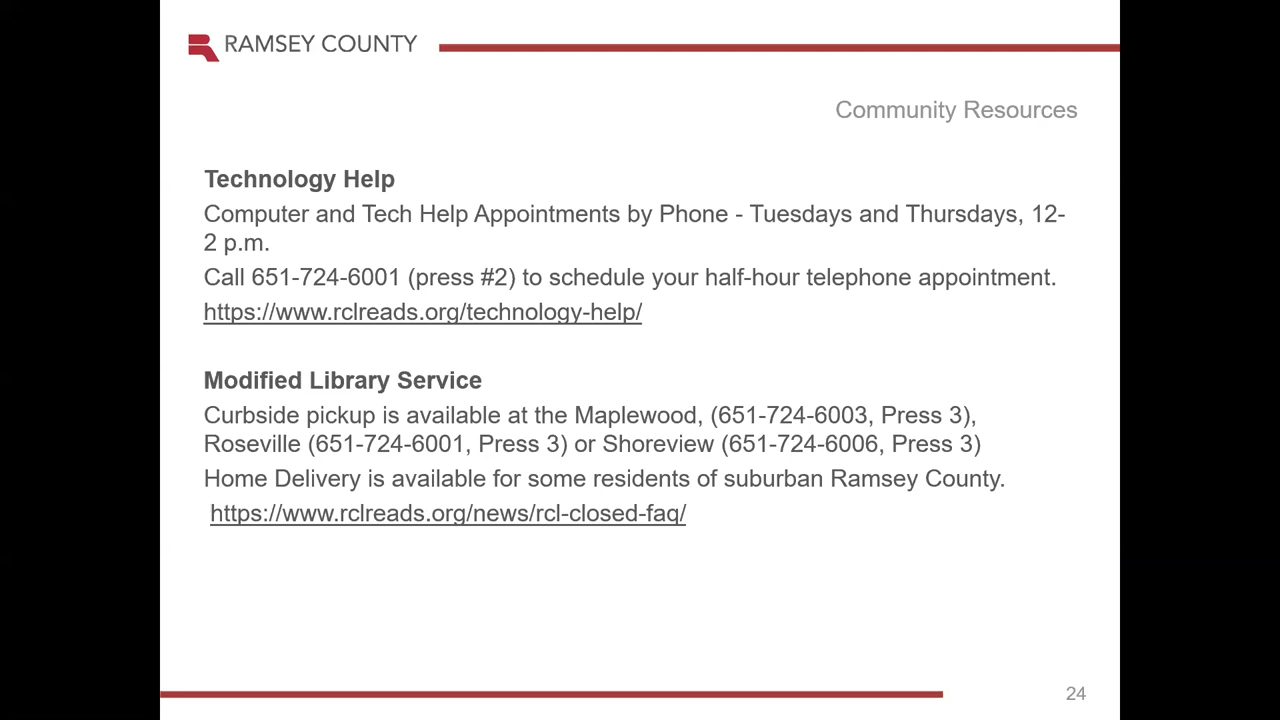 RAMSEY COUNTY
Community Resources
Technology Help
Computer and Tech Help Appointments by Phone - Tuesdays and Thursdays, 12-
2 p.m.
Call 651-724-6001 (press #2) to schedule your half-hour telephone appointment.
https://www.rclreads.org/technology-help/
Modified Library Service
Curbside pickup is available at the Maplewood, (651-724-6003, Press 3),
Roseville (651-724-6001, Press 3) or Shoreview (651-724-6006, Press 3)
Home Delivery is available for some residents of suburban Ramsey County.
https://www.rclreads.org/news/rcl-closed-faq/
24